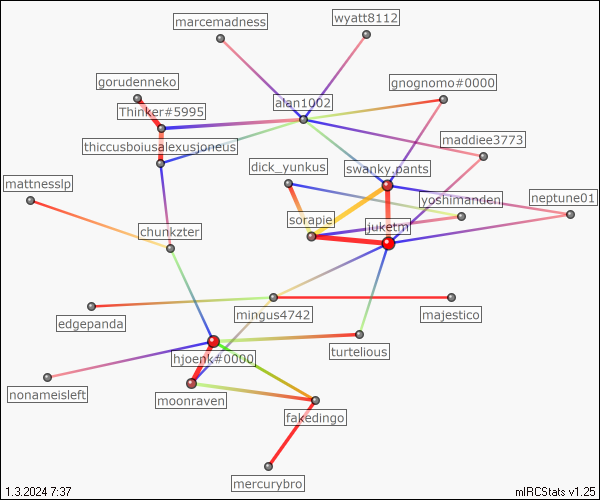 marcemadness
wyatt8112
gorudenneko
gnognomo#0000
Thinker#5995
alan1002
maddiee3773
thiccusboiusalexusjoneus
dick_yunkus
swanky.pants
mattnesslp
yoshimanden
neptune01
sorapie
juketm
chunkzter
edgepanda
mingus4742
majestico
hjoenk#0000
turtelious
nonameisleft
moonraven
fakedingo
mercurybro
1.3.2024 7:37
mIRCStats v1.25